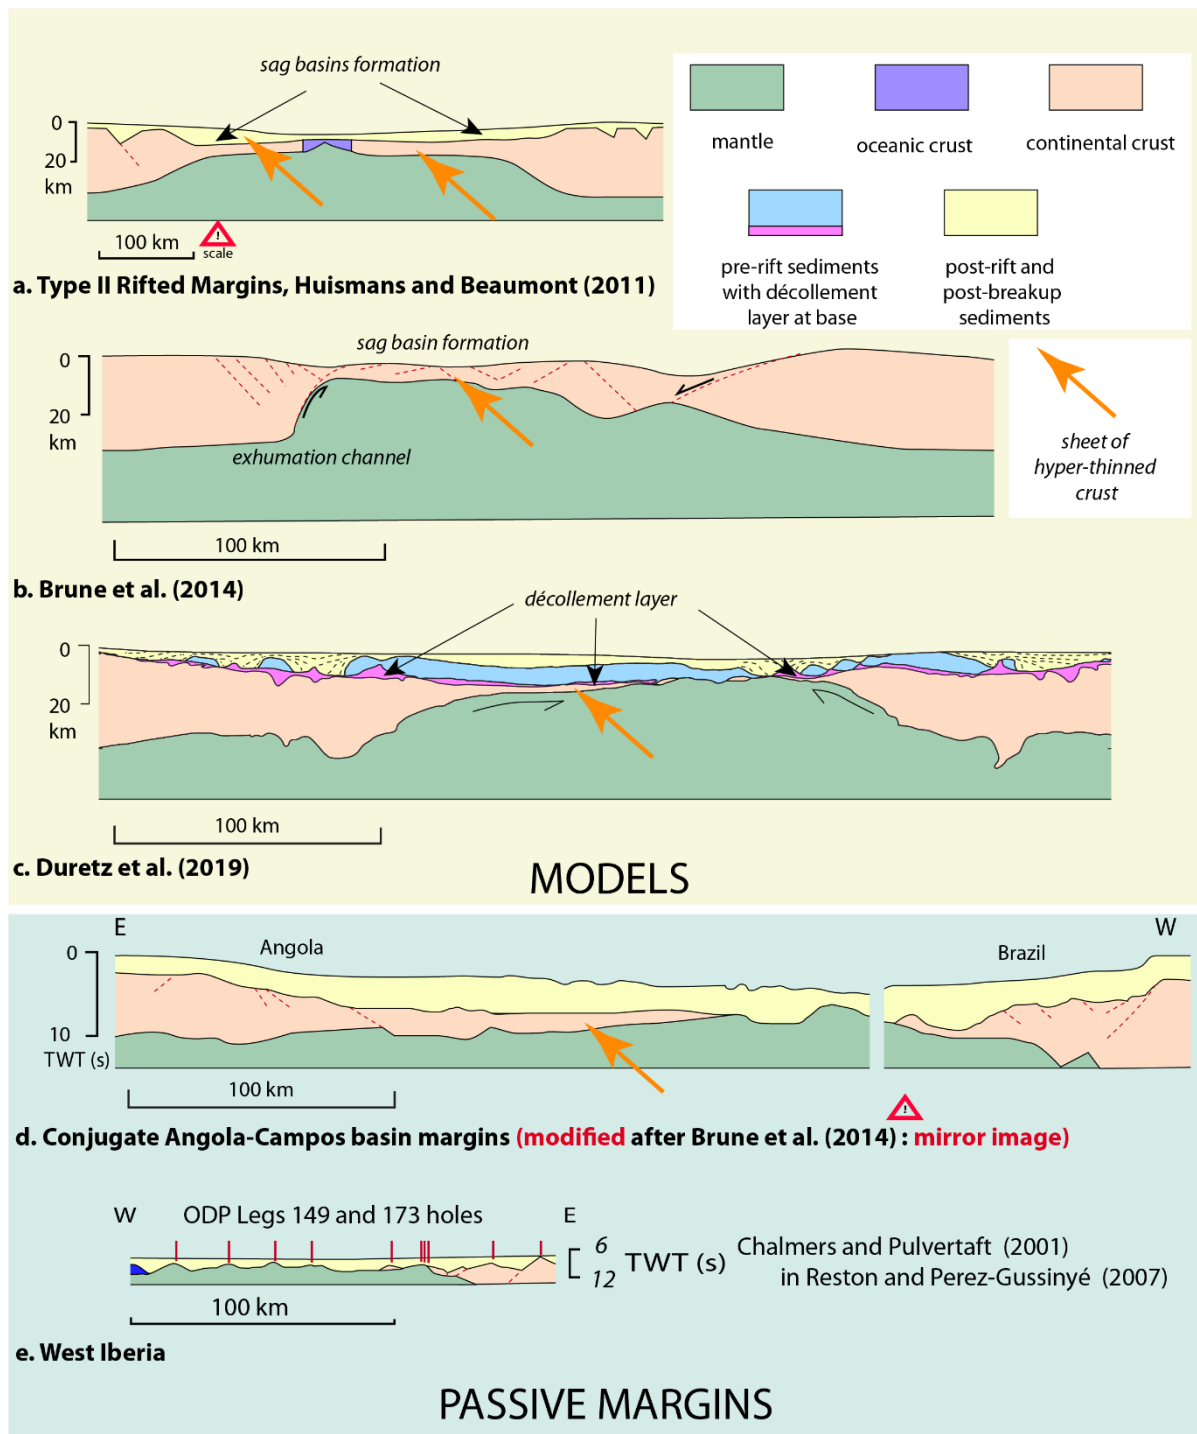 sag basins formation
0
20
km
100 km
!
scale
a. Type II Rifted Margins, Huismans and Beaumont (2011)
mantle
oceanic crust
continental crust
pre-rift sediments
with décollement
layer at base
post-rift and
post-breakup
sediments
sag basin formation
0
20
km
exhumation channel
100 km
sheet of
hyper-thinned
crust
b. Brune et al. (2014)
décollement layer
0
20
km
100 km
c. Duretz et al. (2019)
MODELS
E
W
Angola
Brazil
0
10
TWT (s)
100 km
!
d. Conjugate Angola-Campos basin margins (modified after Brune et al. (2014) : mirror image)
W
ODP Legs 149 and 173 holes
E
6
12
TWT (s)
Chalmers and Pulvertaft (2001)
in Reston and Perez-Gussinyé (2007)
100 km
e. West Iberia
PASSIVE MARGINS